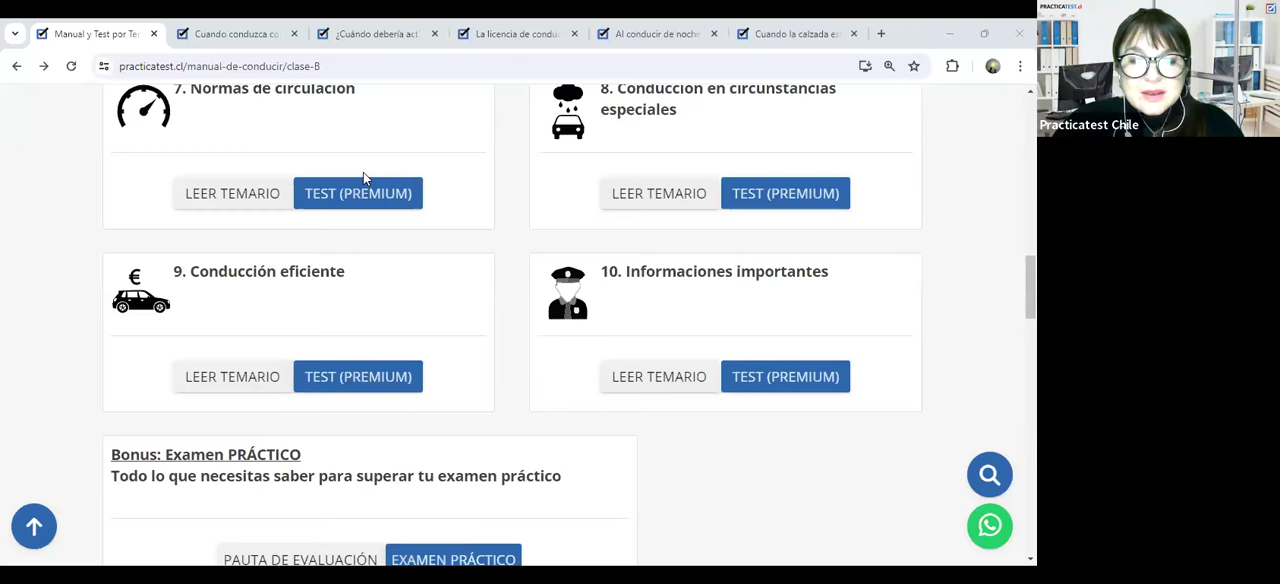 Manual y Test por Te
Cuando conduzca co
¿Cuándo debería act
La licencia de conduc
Al conducir de noche
Cuando la calzada es
practicatest.cl/manual-de-conducir/clase-B
PRACTICATEST.cl
Practicatest Chile
7. Normas de circulación
LEER TEMARIO
TEST (PREMIUM)
8. Conducción en circunstancias
especiales
LEER TEMARIO
TEST (PREMIUM)
€
9. Conducción eficiente
LEER TEMARIO
TEST (PREMIUM)
10. Informaciones importantes
LEER TEMARIO
TEST (PREMIUM)
Bonus: Examen PRÁCTICO
Todo lo que necesitas saber para superar tu examen práctico
PAUTA DE EVALUACIÓN
EXAMEN PRÁCTICO